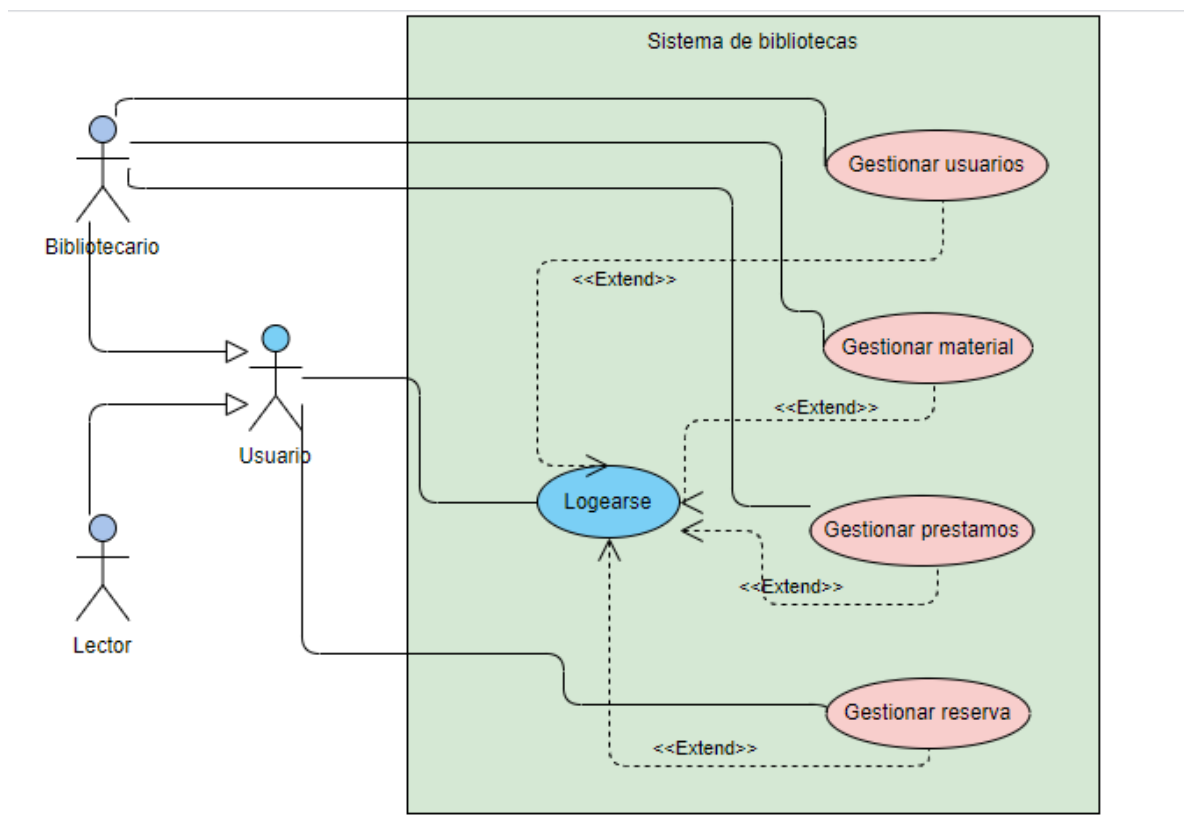 Sistema de bibliotecas
Gestionar usuarios
Bibliotecario
<<Extend>>
Gestionar material
<<Extend>>
Usuario
Logearse
Gestionar prestamos
<<Extend>>
Lector
Gestionar reserva
<<Extend>>